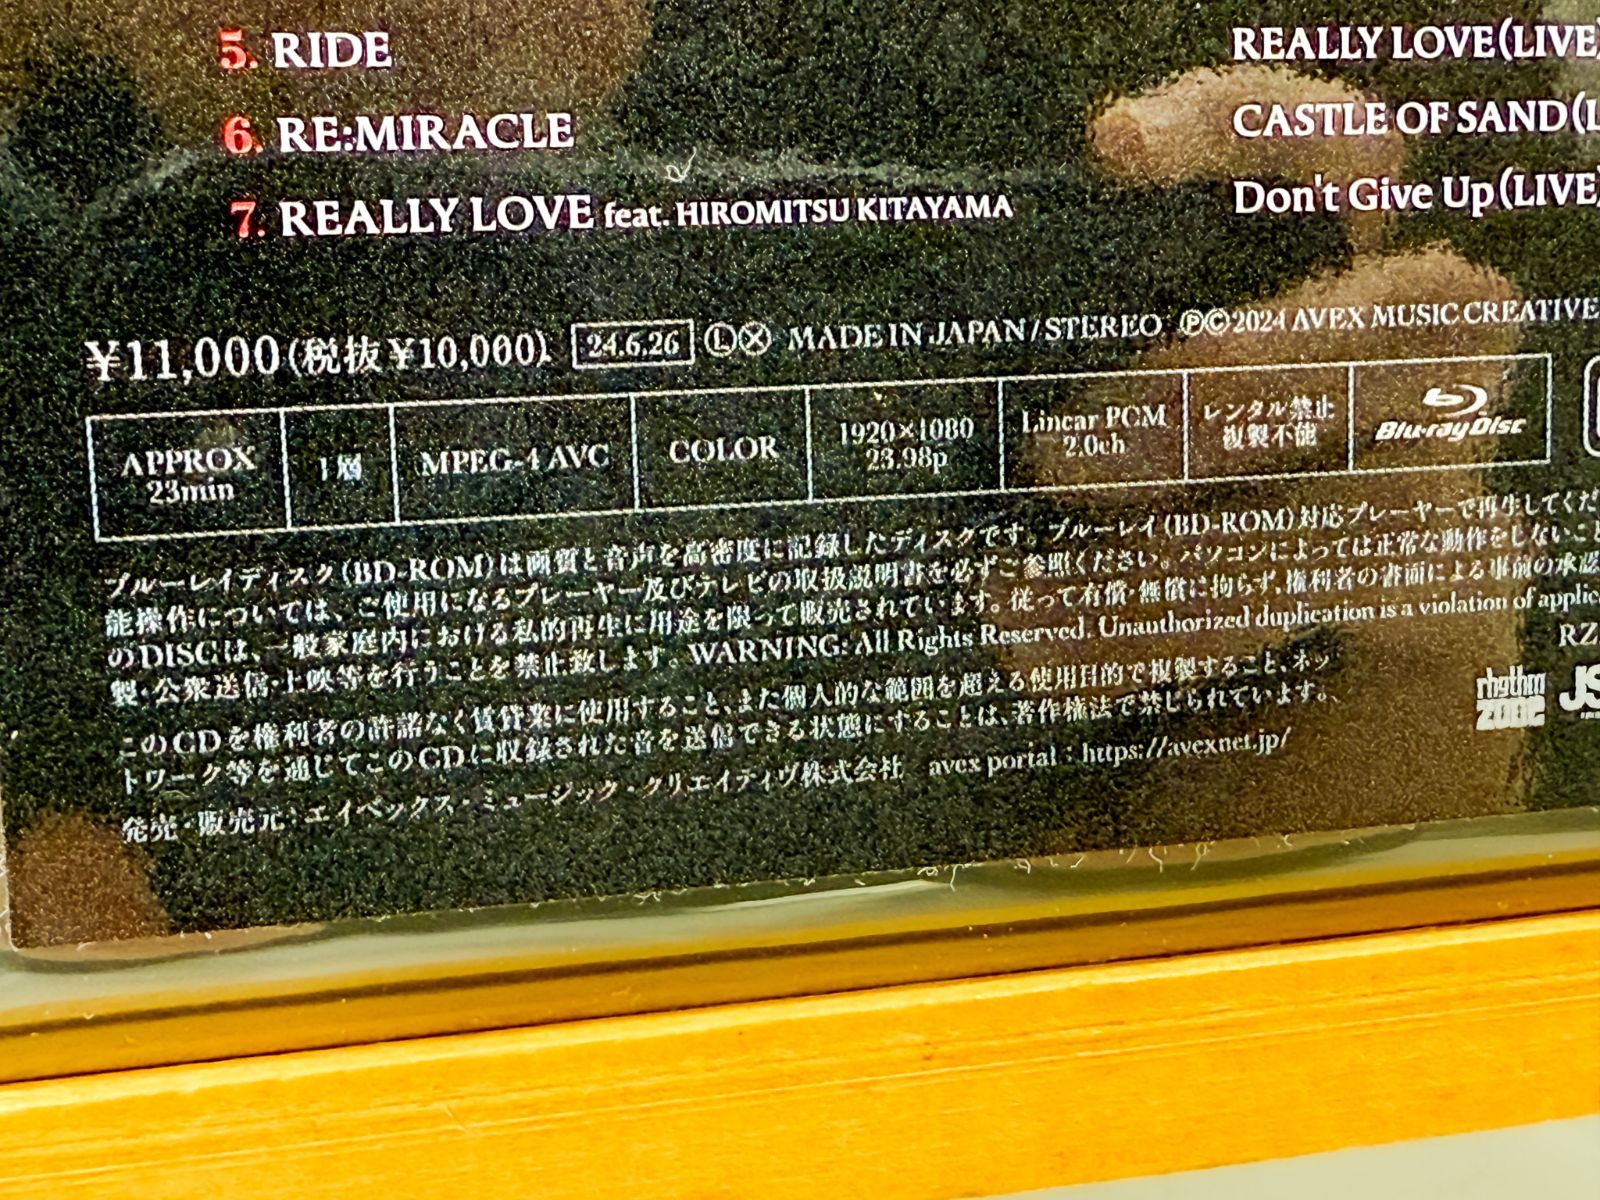 5. RIDE
6. RE:MIRACLE
7. REALLY LOVE feat. HIROMITSU KITAYAMA
REALLY LOVE(LIVE)
CASTLE OF SAND(L
Don't Give Up(LIVE)
¥11,000(税抜¥10,000) 24.6.26 Ⓛⓧ MADE IN JAPAN/STEREO ℗©2024 AVEX MUSIC CREATIVE
APPROX
23min
1層
MPEG-4 AVC
COLOR
1920×1080
23.98p
Linear PCM
2.0ch
レンタル禁止
複製不能
Blu-ray Disc
ブルーレイディスク(BD-ROM)は画質と音声を高密度に記録したディスクです。ブルーレイ(BD-ROM)対応プレーヤーで再生してくだ
能操作については、ご使用になるプレーヤー及びテレビの取扱説明書を必ずご参照ください。パソコンによっては正常な動作をしないこと
のDISCは、一般家庭内における私的再生に用途を限って販売されています。従って有償・無償に拘らず、権利者の書面による事前の承認
製・公衆送信・上映等を行うことを禁止致します。WARNING: All Rights Reserved. Unauthorized duplication is a violation of applic
RZ
このCDを権利者の許諾なく賃貸業に使用すること、また個人的な範囲を超える使用目的で複製すること、ネッ
トワーク等を通じてこのCDに収録された音を送信できる状態にすることは、著作権法で禁じられています。
発売・販売元：エイベックス・ミュージック・クリエイティヴ株式会社 avex portal : https://avexnet.jp/
rhythm
zone
JS